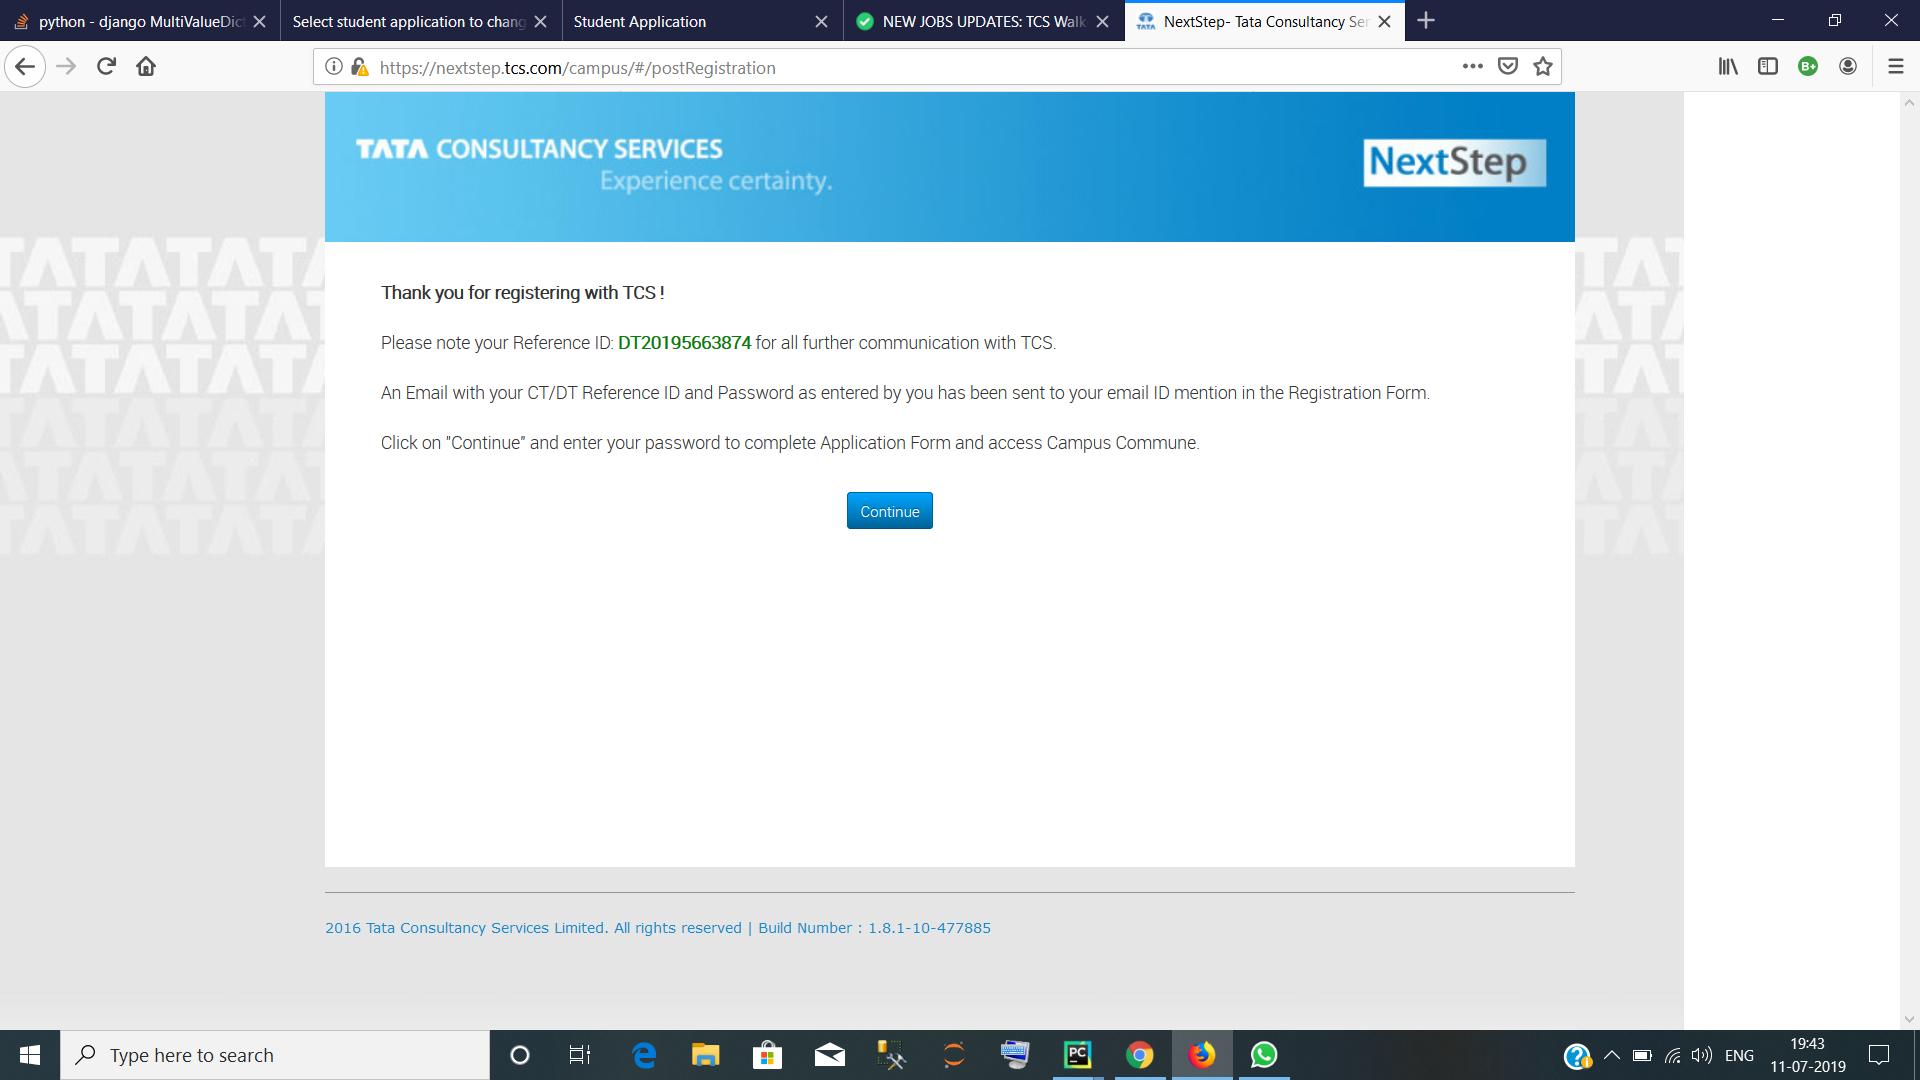 python - django MultiValueDict
Select student application to chang
Student Application
NEW JOBS UPDATES: TCS Walk
NextStep- Tata Consultancy Ser
https://nextstep.tcs.com/campus/#/postRegistration
B+
TATA CONSULTANCY SERVICES
Experience certainty.
NextStep
Thank you for registering with TCS !
Please note your Reference ID: DT20195663874 for all further communication with TCS.
An Email with your CT/DT Reference ID and Password as entered by you has been sent to your email ID mention in the Registration Form.
Click on "Continue" and enter your password to complete Application Form and access Campus Commune.
Continue
2016 Tata Consultancy Services Limited. All rights reserved | Build Number : 1.8.1-10-477885
Type here to search
PC
ENG
19:43
11-07-2019